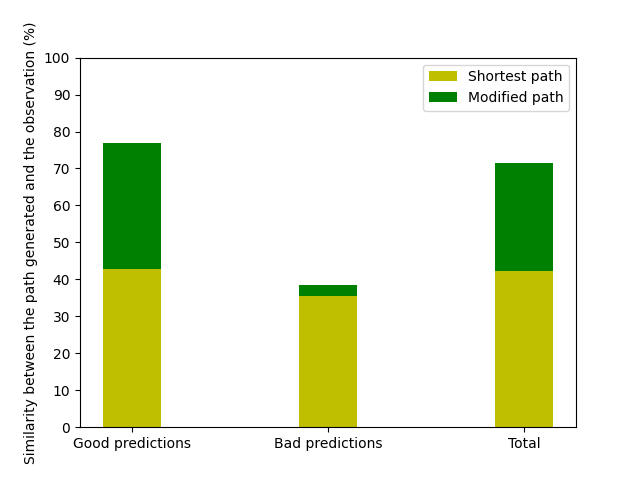 Similarity between the path generated and the observation (%)
100
90
80
70
60
50
40
30
20
10
0
Shortest path
Modified path
Good predictions
Bad predictions
Total